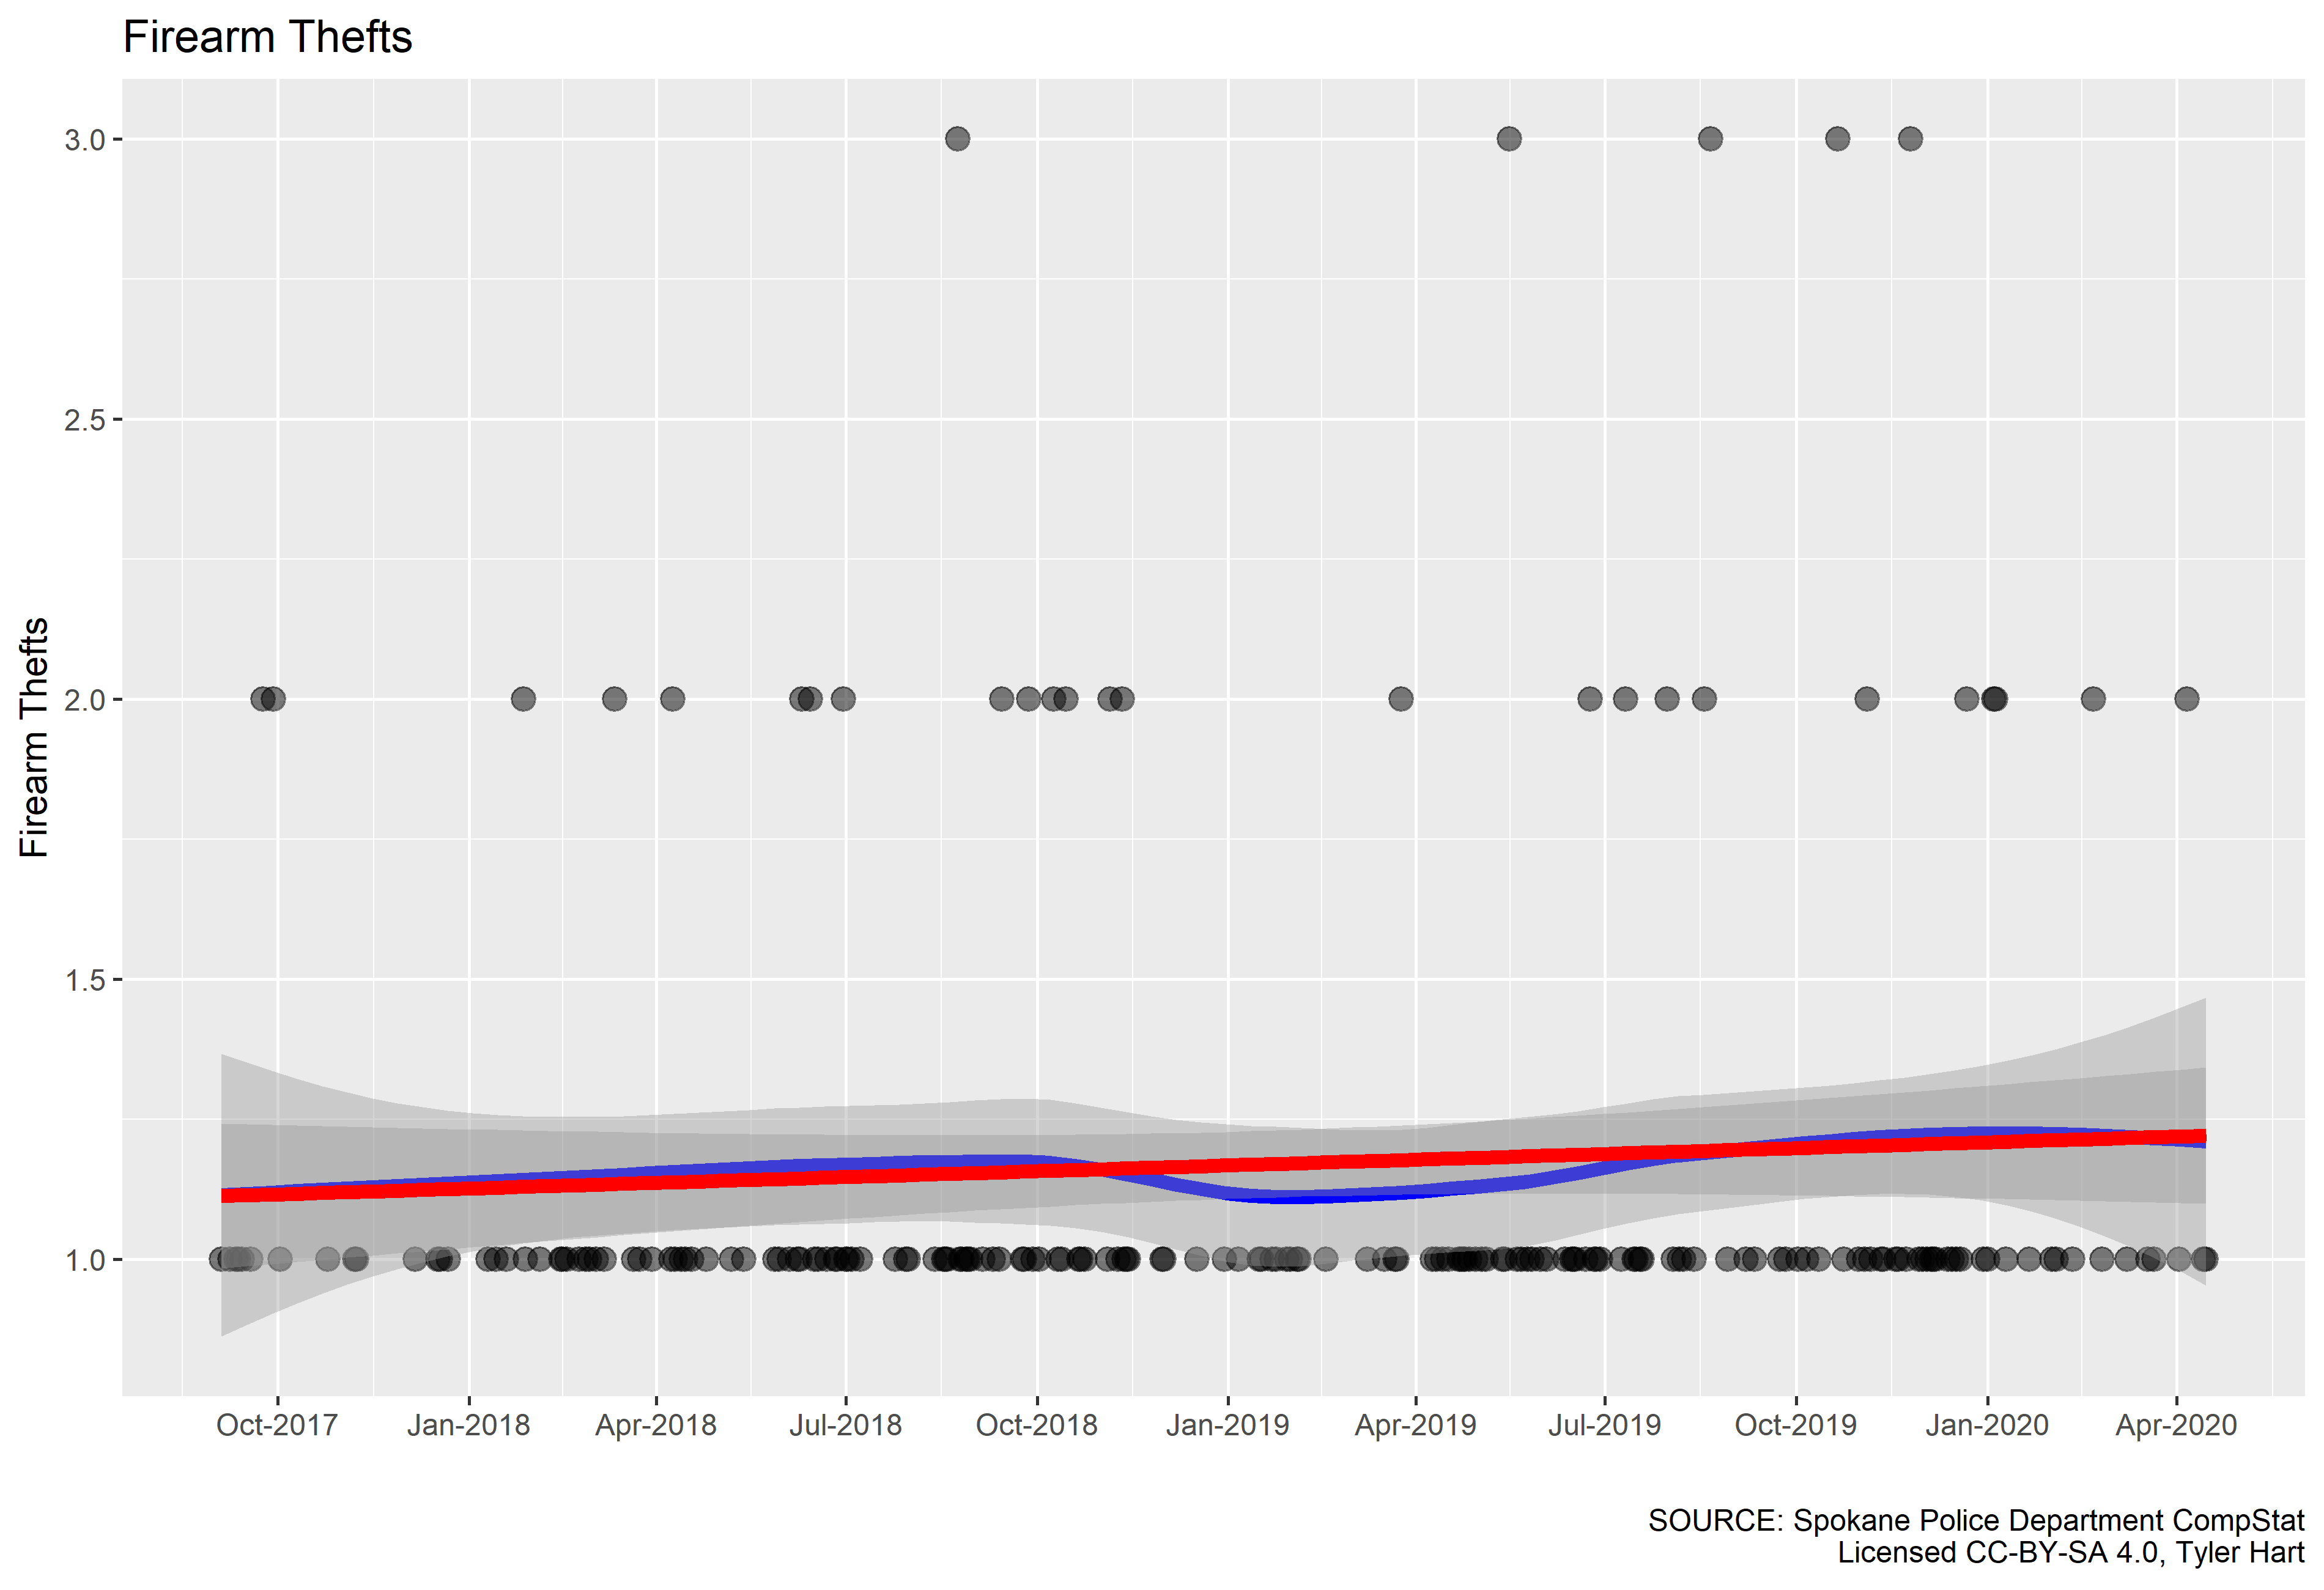 Firearm Thefts
3.0
2.5
2.0
1.5
1.0
Firearm Thefts
Oct-2017 Jan-2018 Apr-2018 Jul-2018 Oct-2018 Jan-2019 Apr-2019 Jul-2019 Oct-2019 Jan-2020 Apr-2020
SOURCE: Spokane Police Department CompStat
Licensed CC-BY-SA 4.0, Tyler Hart